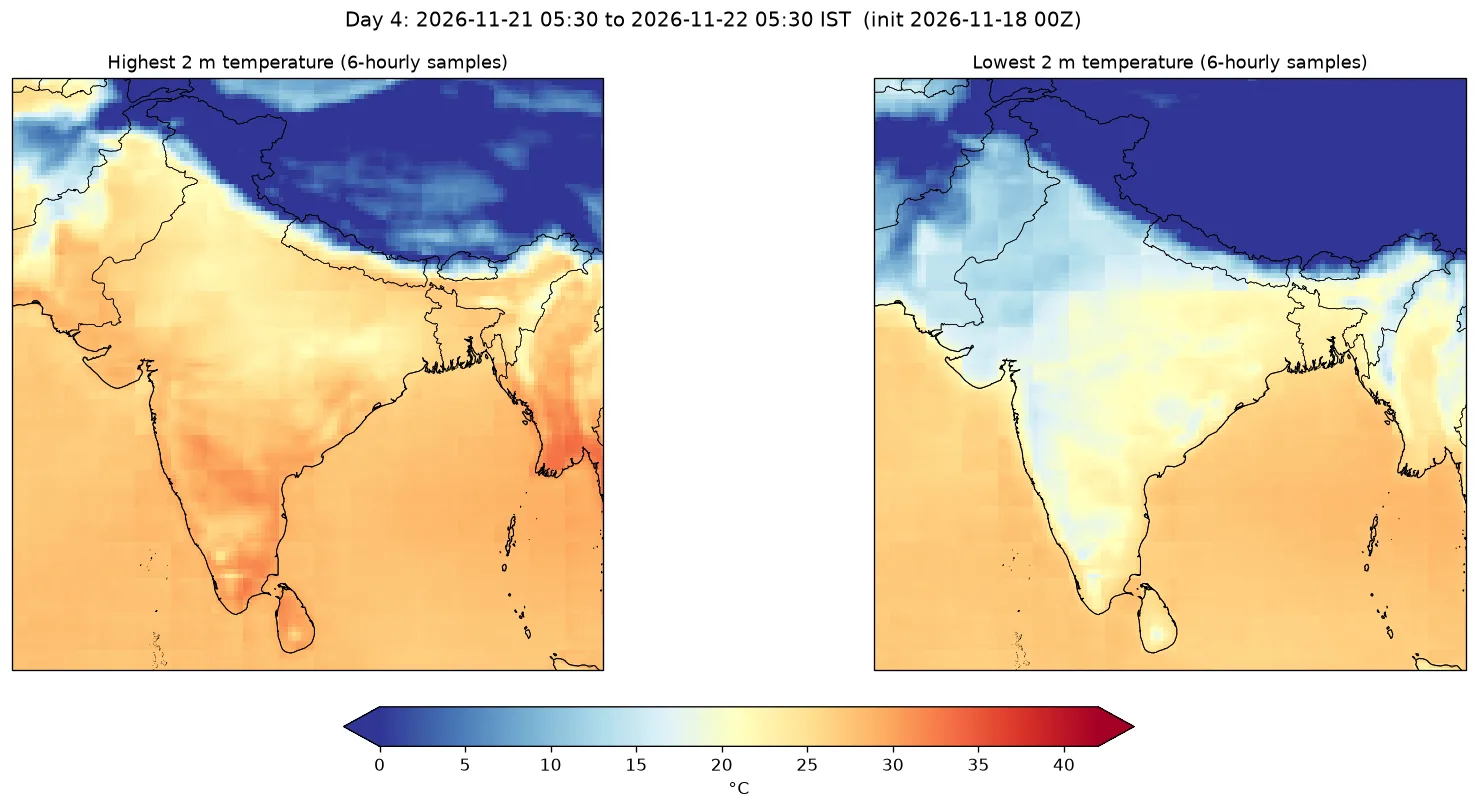 Day 4: 2026-11-21 05:30 to 2026-11-22 05:30 IST  (init 2026-11-18 00Z)
Highest 2 m temperature (6-hourly samples)
Lowest 2 m temperature (6-hourly samples)
0 5 10 15 20 25 30 35 40
°C